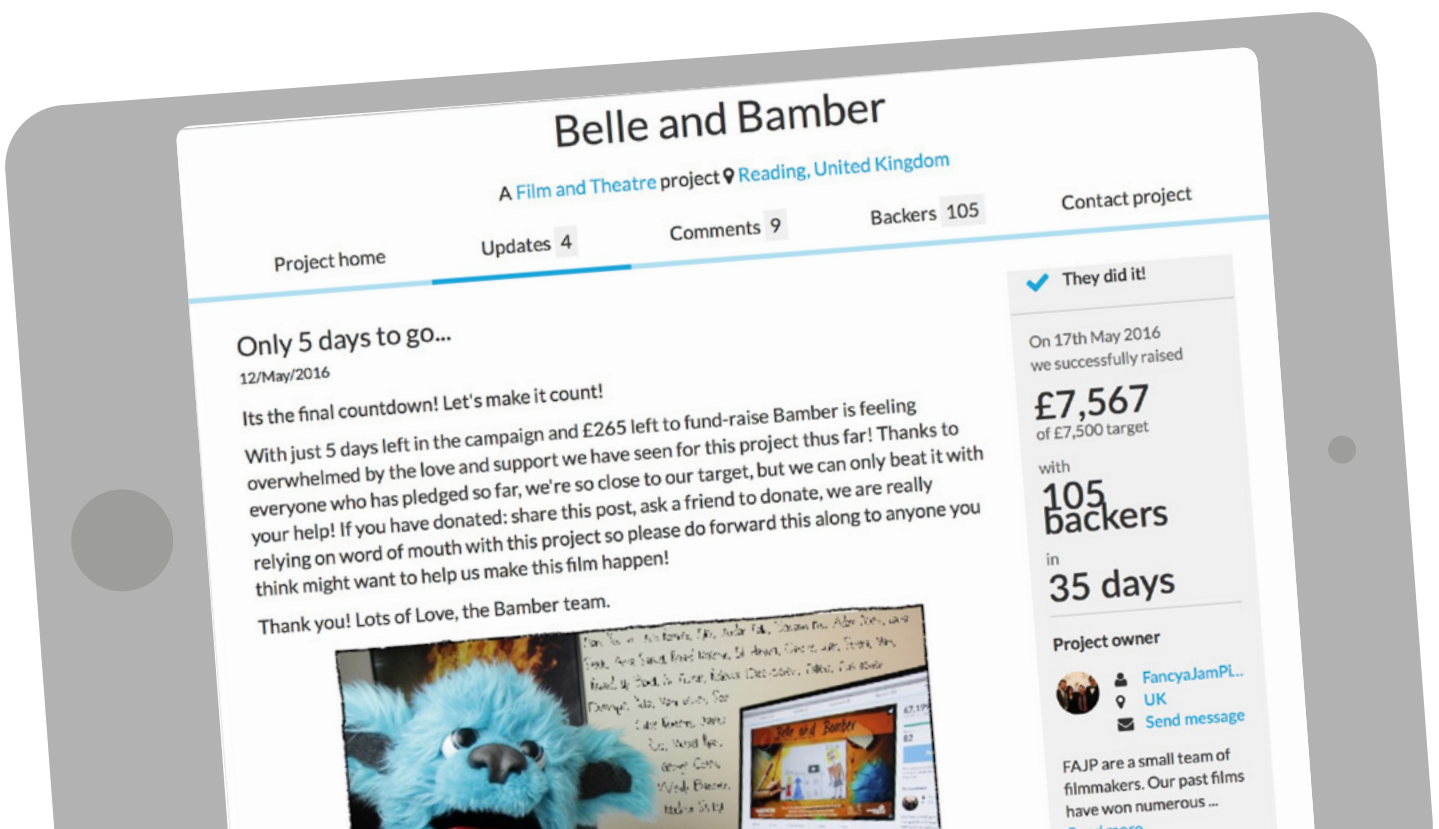 Belle and Bamber
A Film and Theatre project Reading, United Kingdom
Project home
Updates 4
Comments 9
Backers 105
Contact project
Only 5 days to go...
12/May/2016
Its the final countdown! Let's make it count!
With just 5 days left in the campaign and £265 left to fund-raise Bamber is feeling
overwhelmed by the love and support we have seen for this project thus far! Thanks to
everyone who has pledged so far, we're so close to our target, but we can only beat it with
your help! If you have donated: share this post, ask a friend to donate, we are really
relying on word of mouth with this project so please do forward this along to anyone you
think might want to help us make this film happen!
Thank you! Lots of Love, the Bamber team.
Belle and Bamber
82
They did it!
On 17th May 2016
we successfully raised
£7,567
of £7,500 target
with
105
backers
in
35 days
Project owner
FancyaJamPi...
UK
Send message
FAJP are a small team of
filmmakers. Our past films
have won numerous ...
Read more